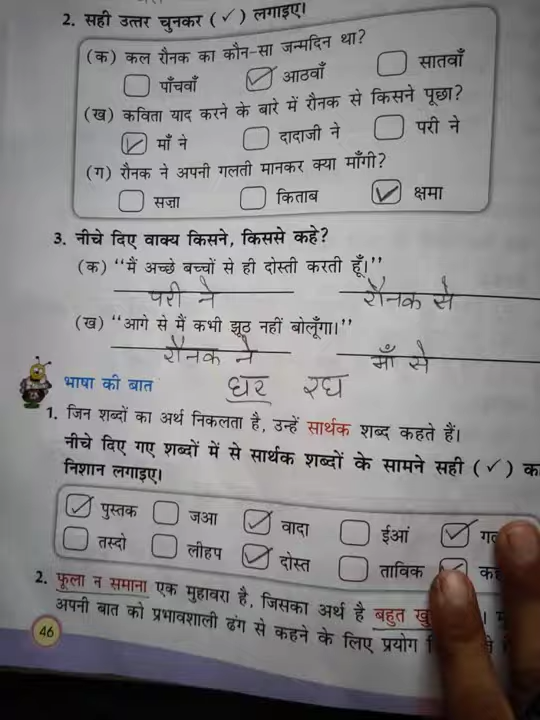 2. सही उत्तर चुनकर (✓) लगाइए।
(क) कल रौनक का कौन-सा जन्मदिन था?
पाँचवाँ आठवाँ सातवाँ
(ख) कविता याद करने के बारे में रौनक से किसने पूछा?
माँ ने दादाजी ने परी ने
(ग) रौनक ने अपनी गलती मानकर क्या माँगी?
सज़ा किताब क्षमा
3. नीचे दिए वाक्य किसने, किससे कहे?
(क) “मैं अच्छे बच्चों से ही दोस्ती करती हूँ।”
परी ने रौनक से
(ख) “आगे से मैं कभी झूठ नहीं बोलूँगा।”
रौनक ने माँ से
भाषा की बात घर रघ
1. जिन शब्दों का अर्थ निकलता है, उन्हें सार्थक शब्द कहते हैं।
नीचे दिए गए शब्दों में से सार्थक शब्दों के सामने सही (✓) का
निशान लगाइए।
पुस्तक जआ वादा ईआं
तस्दो लीहप दोस्त ताविक
2. फूला न समाना एक मुहावरा है, जिसका अर्थ है बहुत
अपनी बात को प्रभावशाली ढंग से कहने के लिए प्रयोग
46